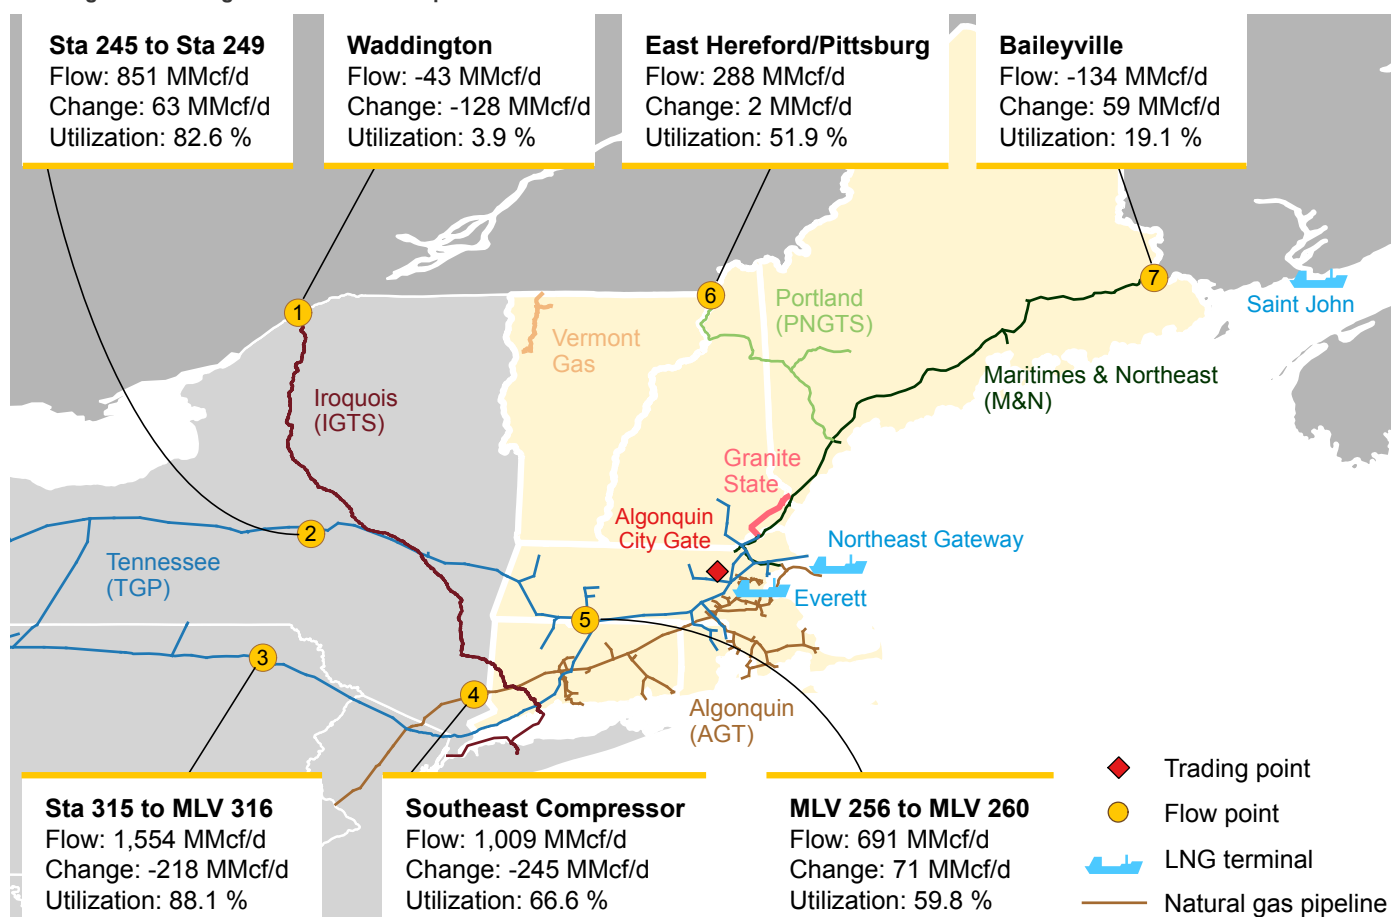 Sta 245 to Sta 249
Flow: 851 MMcf/d
Change: 63 MMcf/d
Utilization: 82.6 %
Waddington
Flow: -43 MMcf/d
Change: -128 MMcf/d
Utilization: 3.9 %
East Hereford/Pittsburg
Flow: 288 MMcf/d
Change: 2 MMcf/d
Utilization: 51.9 %
Baileyville
Flow: -134 MMcf/d
Change: 59 MMcf/d
Utilization: 19.1 %
1
6
7
Saint John
Portland
(PNGTS)
Vermont
Gas
Maritimes & Northeast
(M&N)
Iroquois
(IGTS)
Granite
State
Algonquin
City Gate
2
Northeast Gateway
Tennessee
(TGP)
Everett
5
3
4
Algonquin
(AGT)
Sta 315 to MLV 316
Flow: 1,554 MMcf/d
Change: -218 MMcf/d
Utilization: 88.1 %
Southeast Compressor
Flow: 1,009 MMcf/d
Change: -245 MMcf/d
Utilization: 66.6 %
MLV 256 to MLV 260
Flow: 691 MMcf/d
Change: 71 MMcf/d
Utilization: 59.8 %
Trading point
Flow point
LNG terminal
Natural gas pipeline